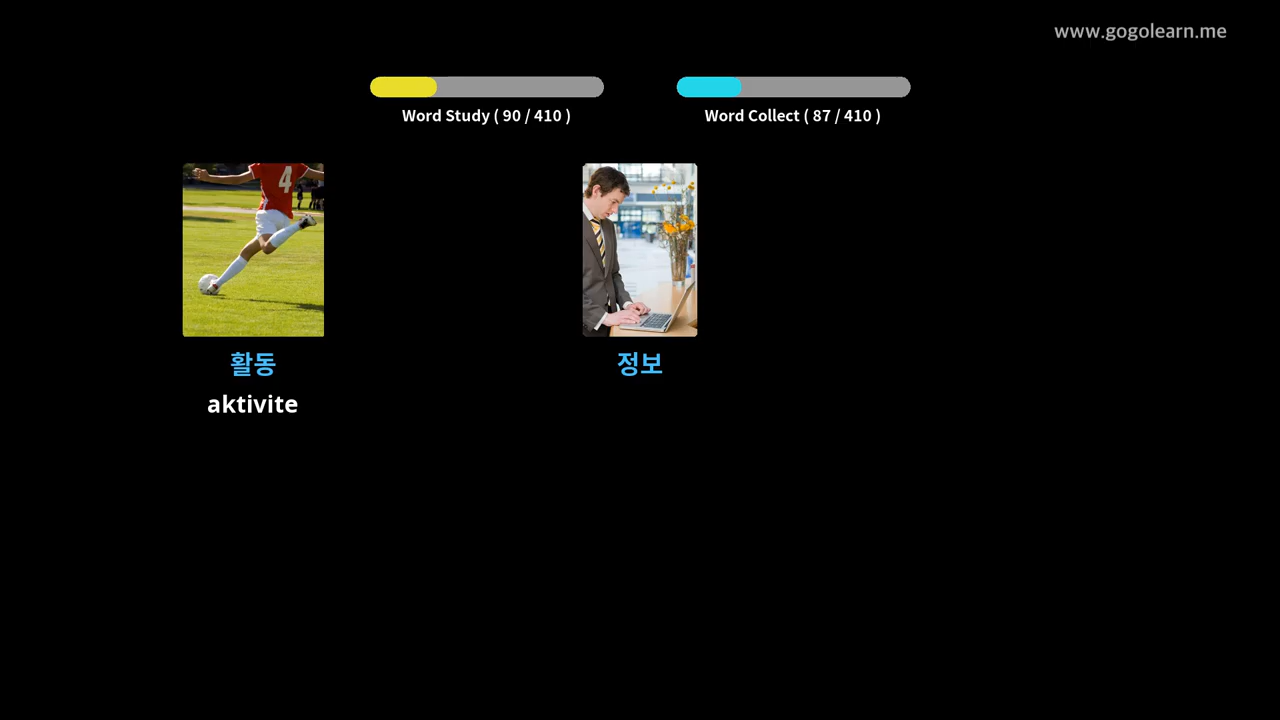 www.gogolearn.me
Word Study ( 90 / 410 )
Word Collect ( 87 / 410 )
4
활동
정보
aktivite